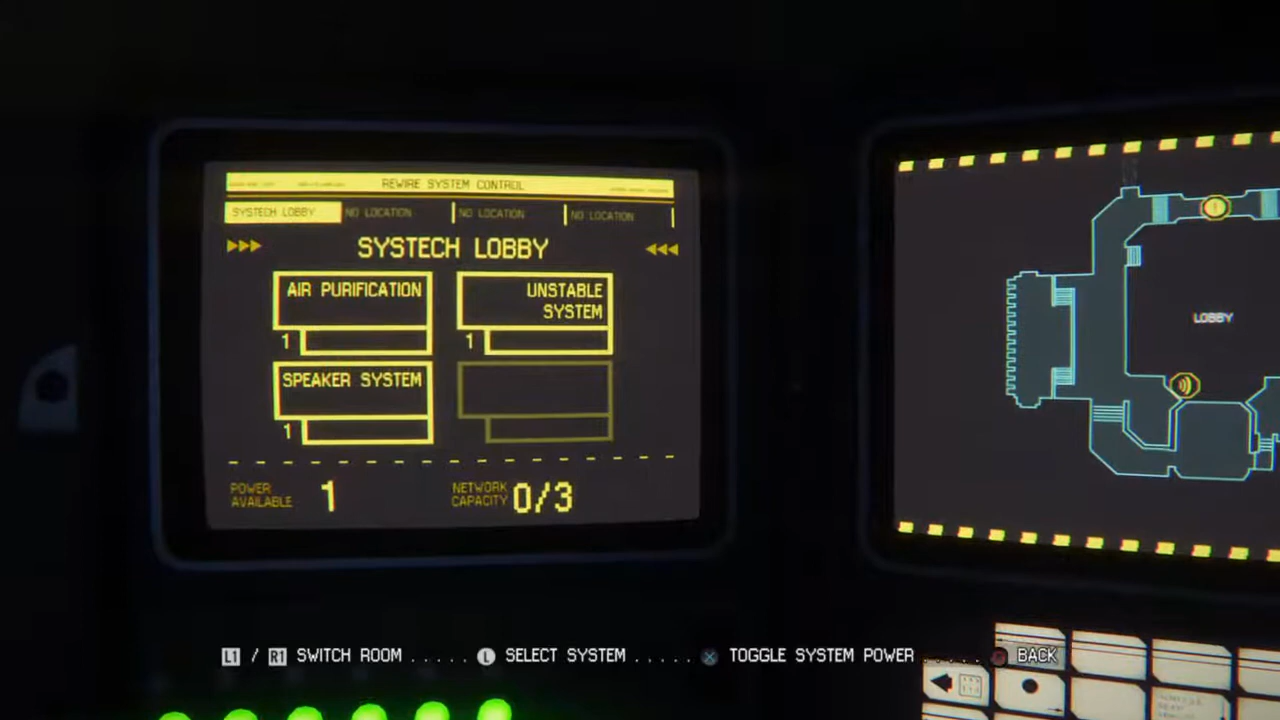 REWIRE SYSTEM CONTROL
SYSTECH LOBBY NO LOCATION NO LOCATION NO LOCATION
SYSTECH LOBBY
AIR PURIFICATION
1
UNSTABLE
SYSTEM
1
SPEAKER SYSTEM
1
POWER
AVAILABLE 1
NETWORK
CAPACITY 0/3
LOBBY
L1 / R1 SWITCH ROOM ..... L SELECT SYSTEM ..... TOGGLE SYSTEM POWER ..... BACK